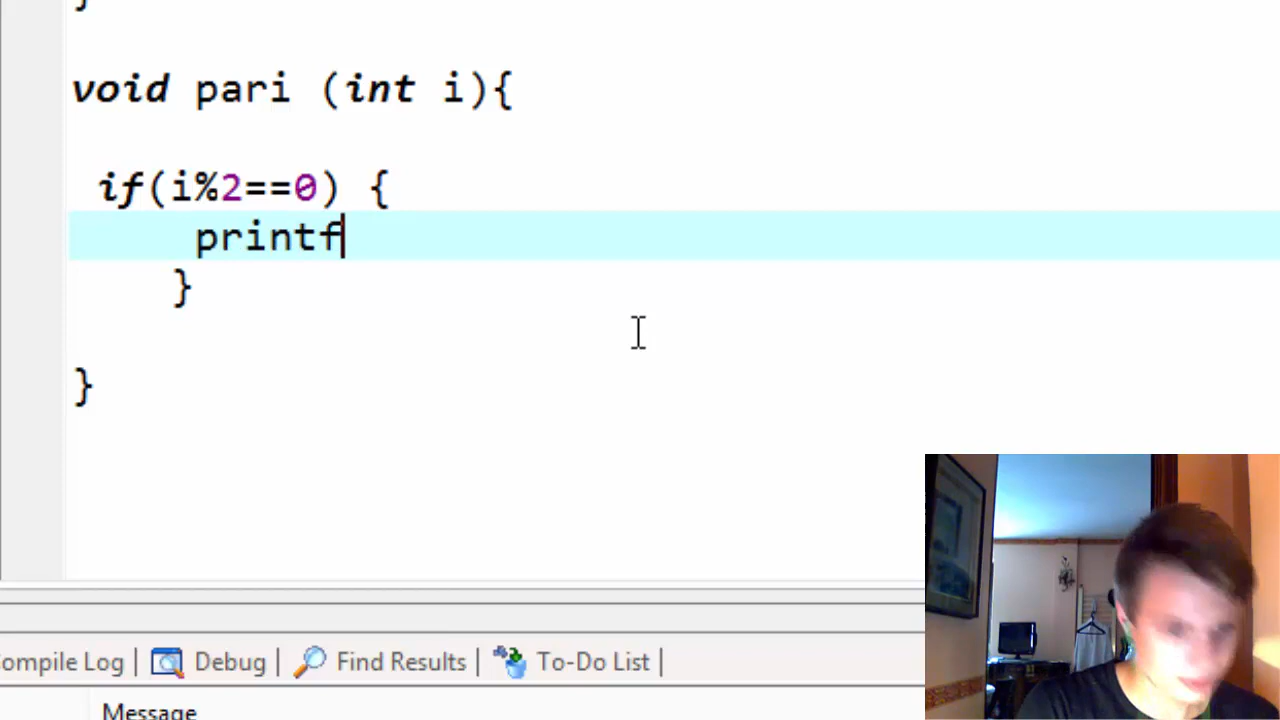 }
void pari (int i){
if(i%2==0) {
printf
}
}
ompile Log Debug Find Results To-Do List
Message